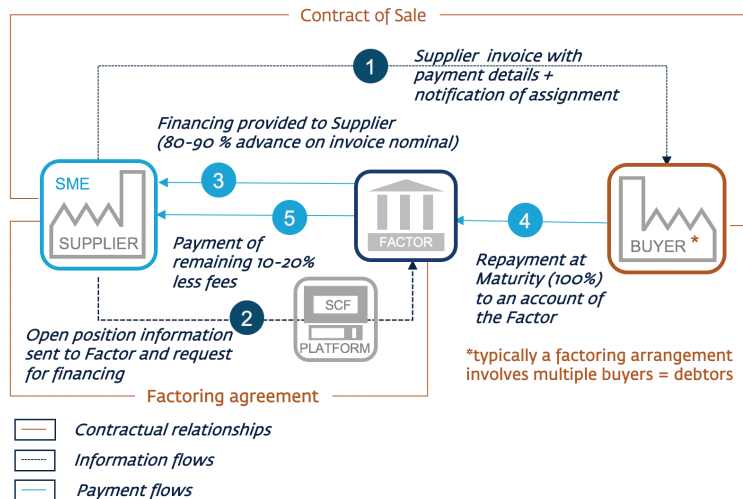 Contract of Sale
1
Supplier invoice with
payment details +
notification of assignment
Financing provided to Supplier
(80-90 % advance on invoice nominal)
SME
SUPPLIER
3
5
FACTOR
4
BUYER *
Payment of
remaining 10-20%
less fees
Repayment at
Maturity (100%)
to an account of
the Factor
2
SCF
PLATFORM
Open position information
sent to Factor and request
for financing
*typically a factoring arrangement
involves multiple buyers = debtors
Factoring agreement
Contractual relationships
Information flows
Payment flows